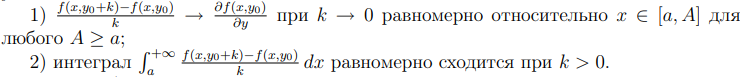 1) $\frac{f(x,y_0+k)-f(x,y_0)}{k} \to \frac{\partial f(x,y_0)}{\partial y}$ при $k \to 0$ равномерно относительно $x \in [a, A]$ для
любого $A \geq a$;
2) интеграл $\int_a^{+\infty} \frac{f(x,y_0+k)-f(x,y_0)}{k} dx$ равномерно сходится при $k > 0$.